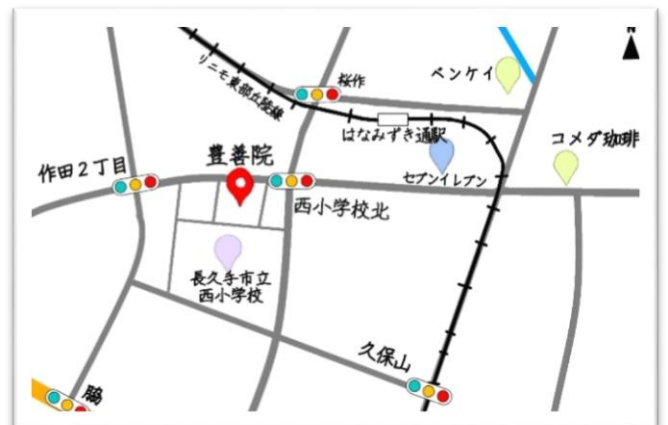 N
桜作
ベンケイ
リニモ東部丘陵線
はなみずき通駅
コメダ珈琲
豊善院
作田2丁目
セブンイレブン
西小学校北
長久手市立
西小学校
久保山
脇